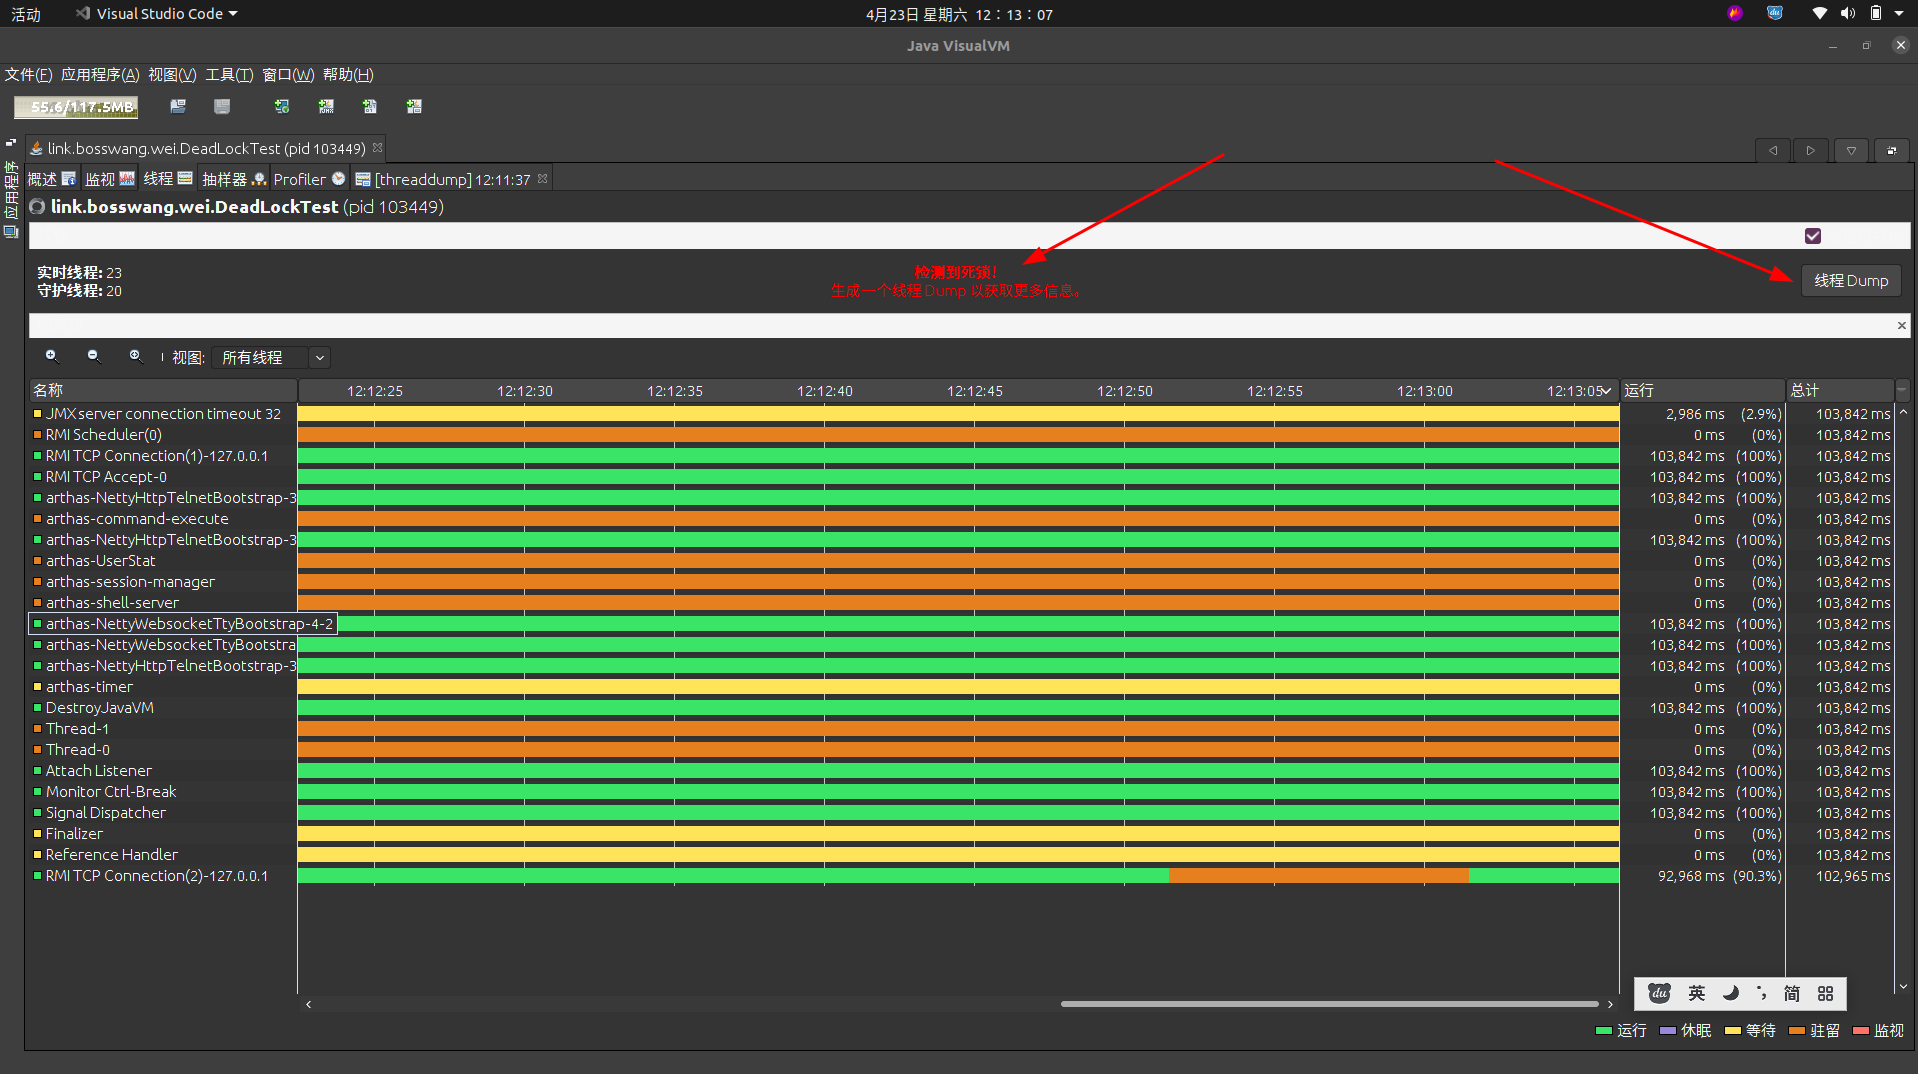 活动 Visual Studio Code 4月23日 星期六 12：13：07
Java VisualVM
文件(F) 应用程序(A) 视图(V) 工具(T) 窗口(W) 帮助(H)
55.6/117.5MB
应用程序
link.bosswang.wei.DeadLockTest (pid 103449)
概述 监视 线程 抽样器 Profiler [threaddump] 12:11:37
link.bosswang.wei.DeadLockTest (pid 103449)
实时线程: 23
守护线程: 20
检测到死锁!
生成一个线程 Dump 以获取更多信息。
线程 Dump
视图: 所有线程
名称 12:12:25 12:12:30 12:12:35 12:12:40 12:12:45 12:12:50 12:12:55 12:13:00 12:13:05 运行 总计
JMX server connection timeout 32 2,986 ms (2.9%) 103,842 ms
RMI Scheduler(0) 0 ms (0%) 103,842 ms
RMI TCP Connection(1)-127.0.0.1 103,842 ms (100%) 103,842 ms
RMI TCP Accept-0 103,842 ms (100%) 103,842 ms
arthas-NettyHttpTelnetBootstrap-3 103,842 ms (100%) 103,842 ms
arthas-command-execute 0 ms (0%) 103,842 ms
arthas-NettyHttpTelnetBootstrap-3 103,842 ms (100%) 103,842 ms
arthas-UserStat 0 ms (0%) 103,842 ms
arthas-session-manager 0 ms (0%) 103,842 ms
arthas-shell-server 0 ms (0%) 103,842 ms
arthas-NettyWebsocketTtyBootstrap-4-2 103,842 ms (100%) 103,842 ms
arthas-NettyWebsocketTtyBootstra 103,842 ms (100%) 103,842 ms
arthas-NettyHttpTelnetBootstrap-3 103,842 ms (100%) 103,842 ms
arthas-timer 0 ms (0%) 103,842 ms
DestroyJavaVM 103,842 ms (100%) 103,842 ms
Thread-1 0 ms (0%) 103,842 ms
Thread-0 0 ms (0%) 103,842 ms
Attach Listener 103,842 ms (100%) 103,842 ms
Monitor Ctrl-Break 103,842 ms (100%) 103,842 ms
Signal Dispatcher 103,842 ms (100%) 103,842 ms
Finalizer 0 ms (0%) 103,842 ms
Reference Handler 0 ms (0%) 103,842 ms
RMI TCP Connection(2)-127.0.0.1 92,968 ms (90.3%) 102,965 ms
du 英 简
运行 休眠 等待 驻留 监视